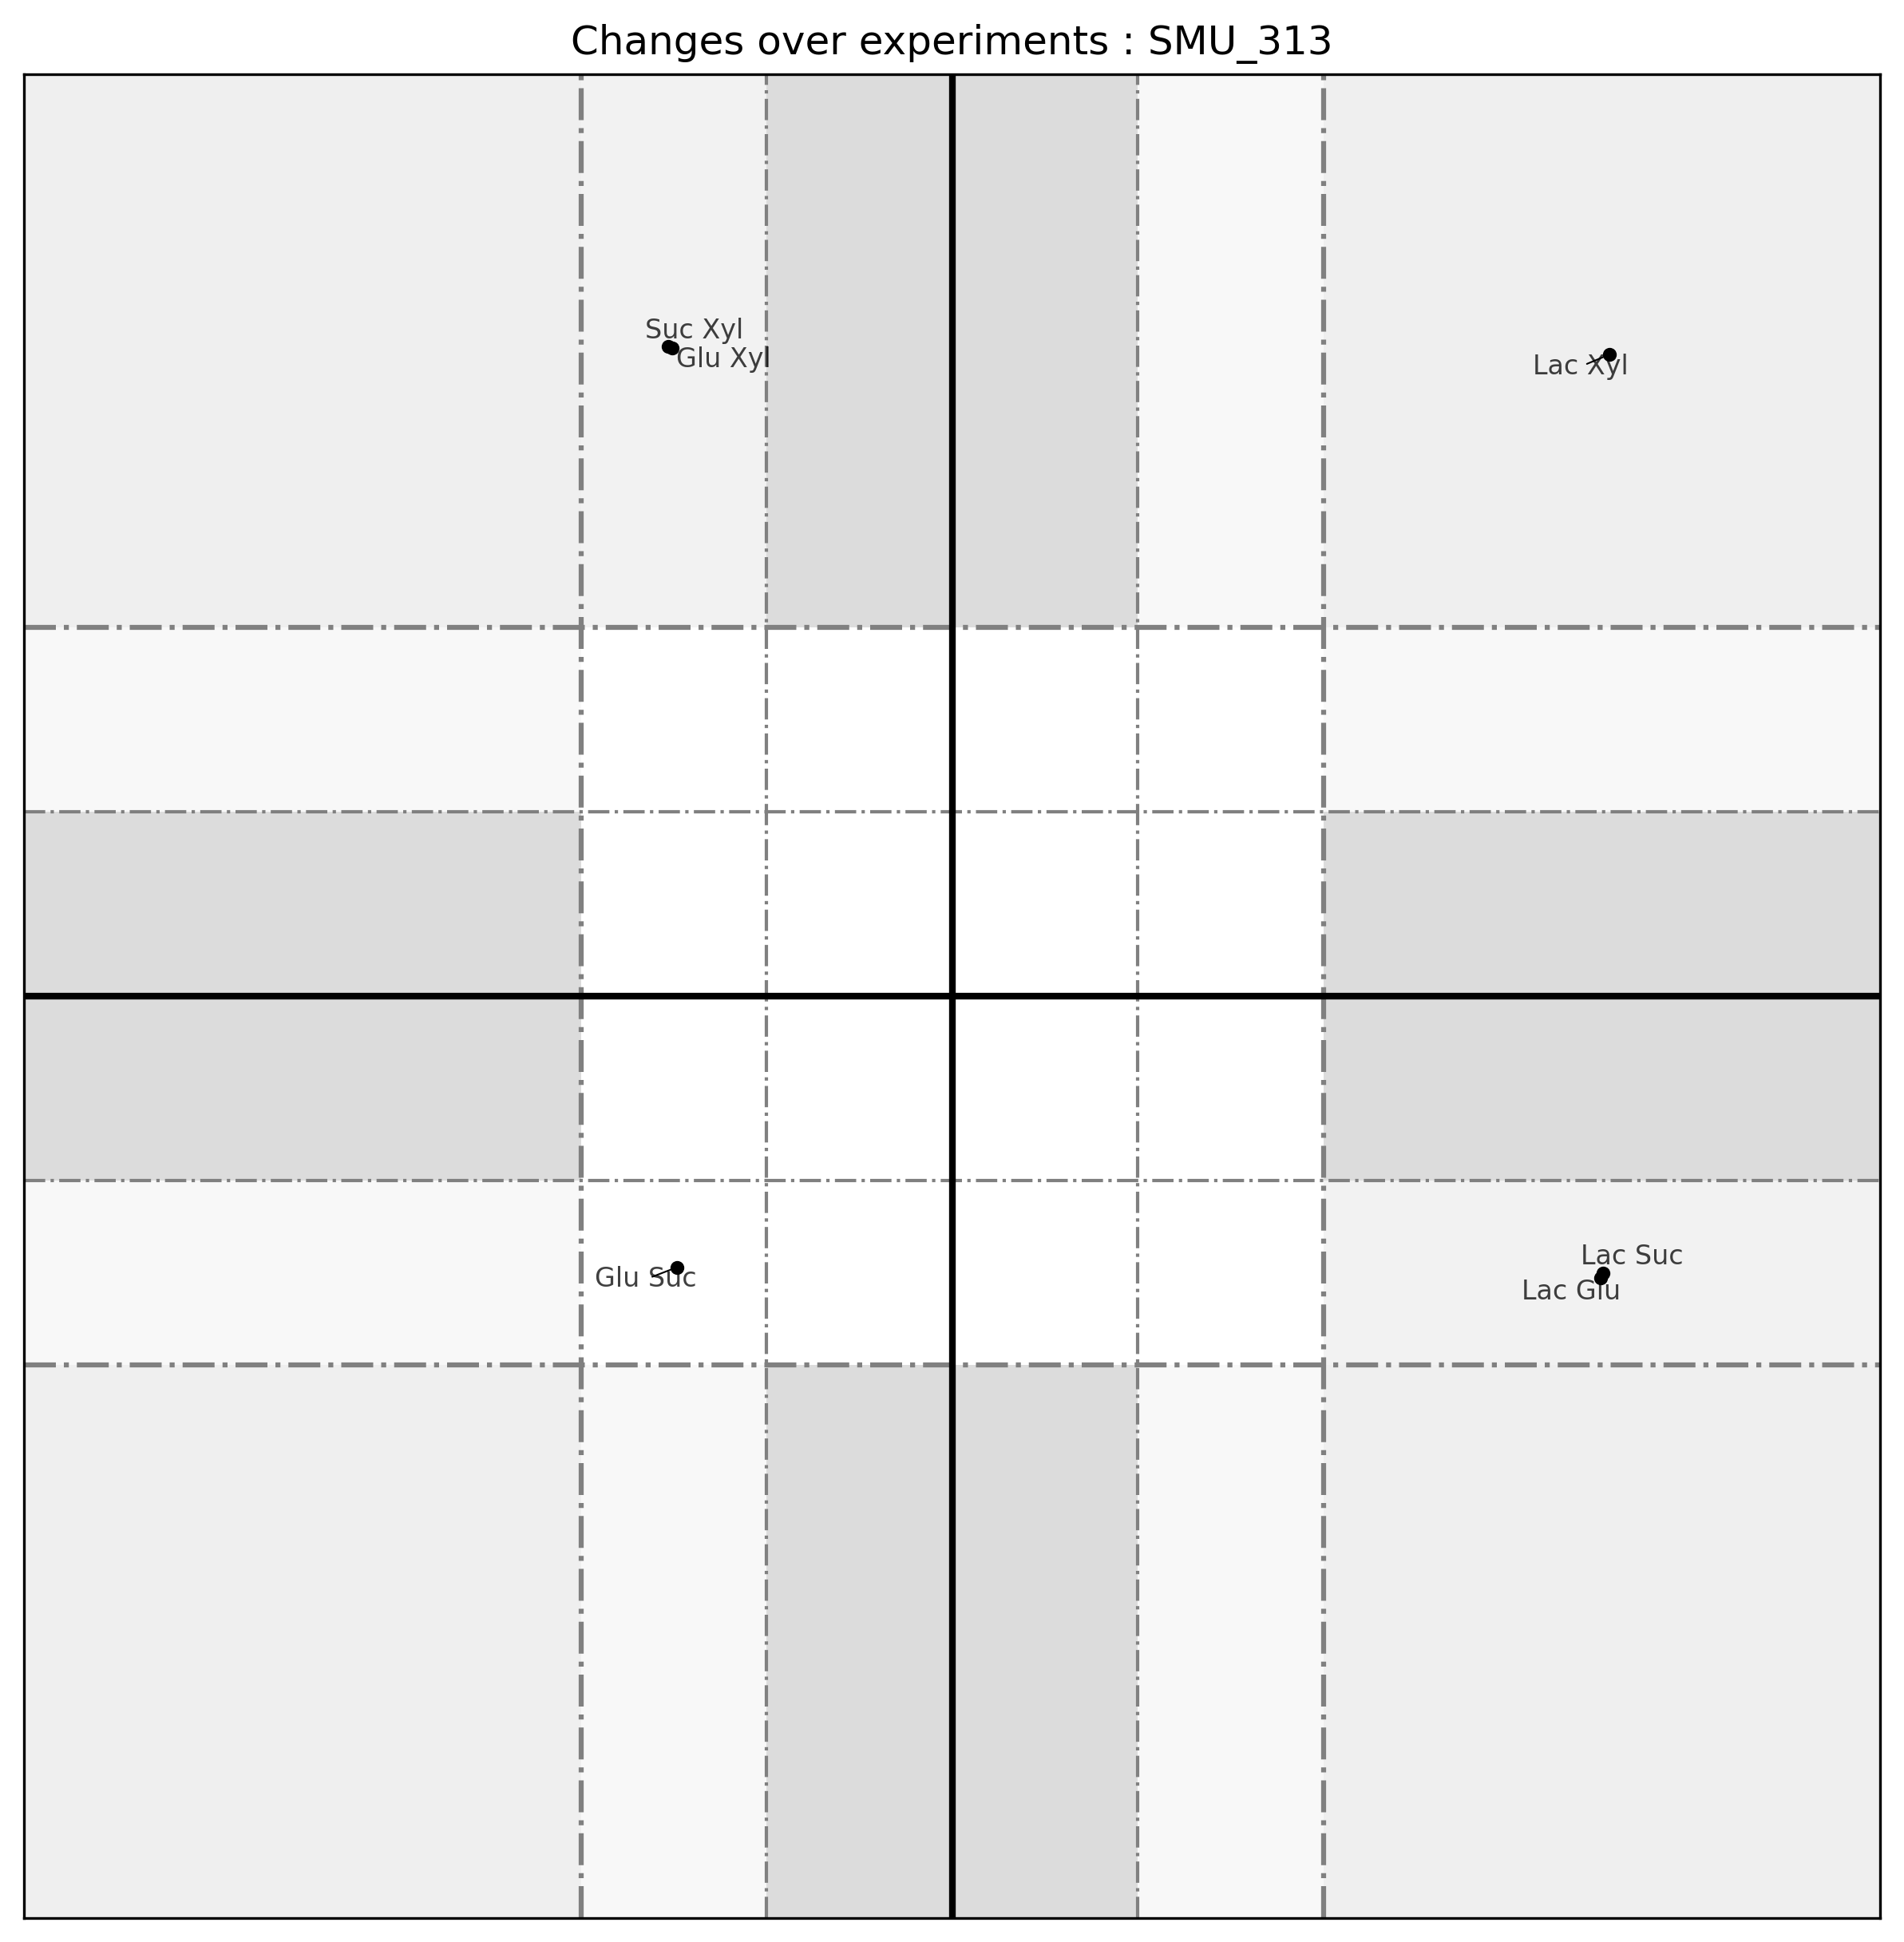 Changes over experiments : SMU_313
Suc Xyl
Glu Xyl
Lac Xyl
Glu Suc
Lac Suc
Lac Glu